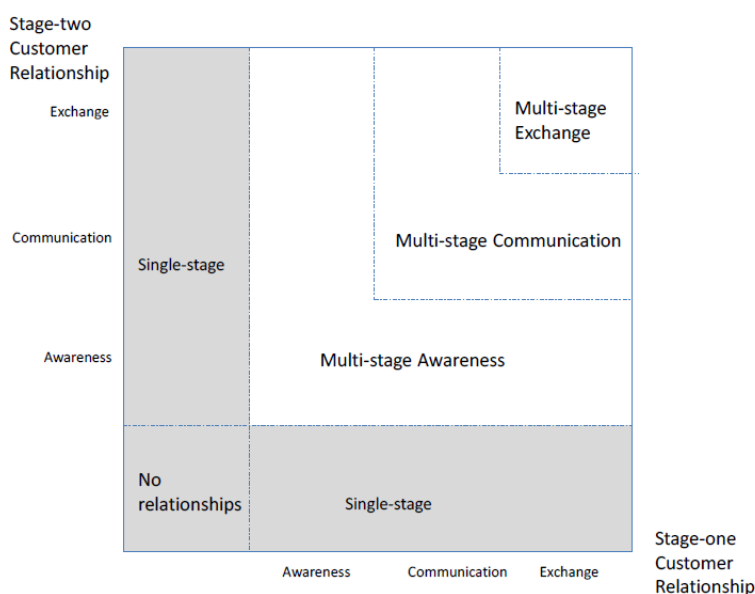 Stage-two
Customer
Relationship
Exchange
Multi-stage
Exchange
Communication
Multi-stage Communication
Single-stage
Awareness
Multi-stage Awareness
No
relationships
Single-stage
Stage-one
Customer
Relationship
Awareness
Communication
Exchange